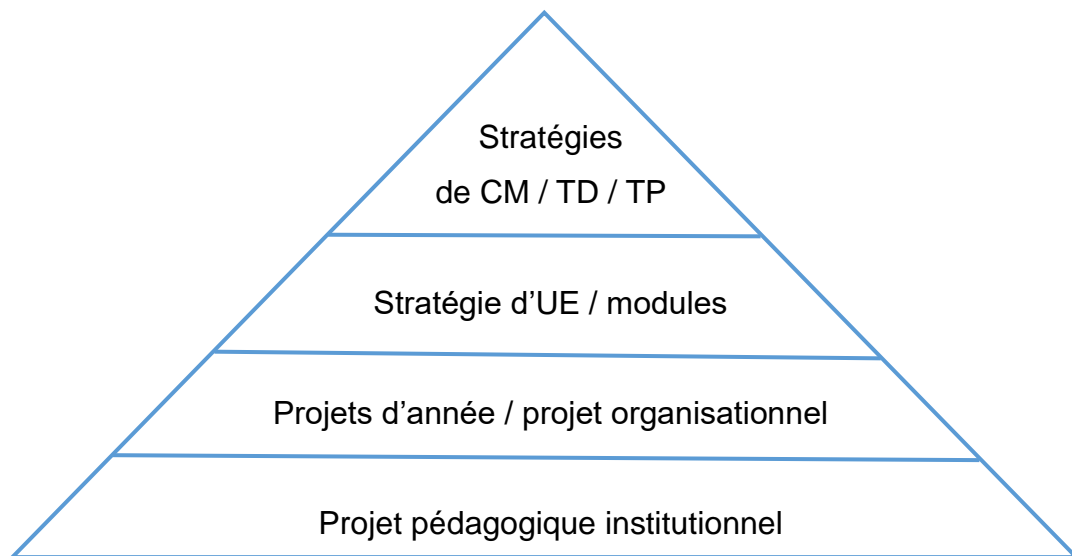 Stratégies
de CM / TD / TP
Stratégie d’UE / modules
Projets d’année / projet organisationnel
Projet pédagogique institutionnel